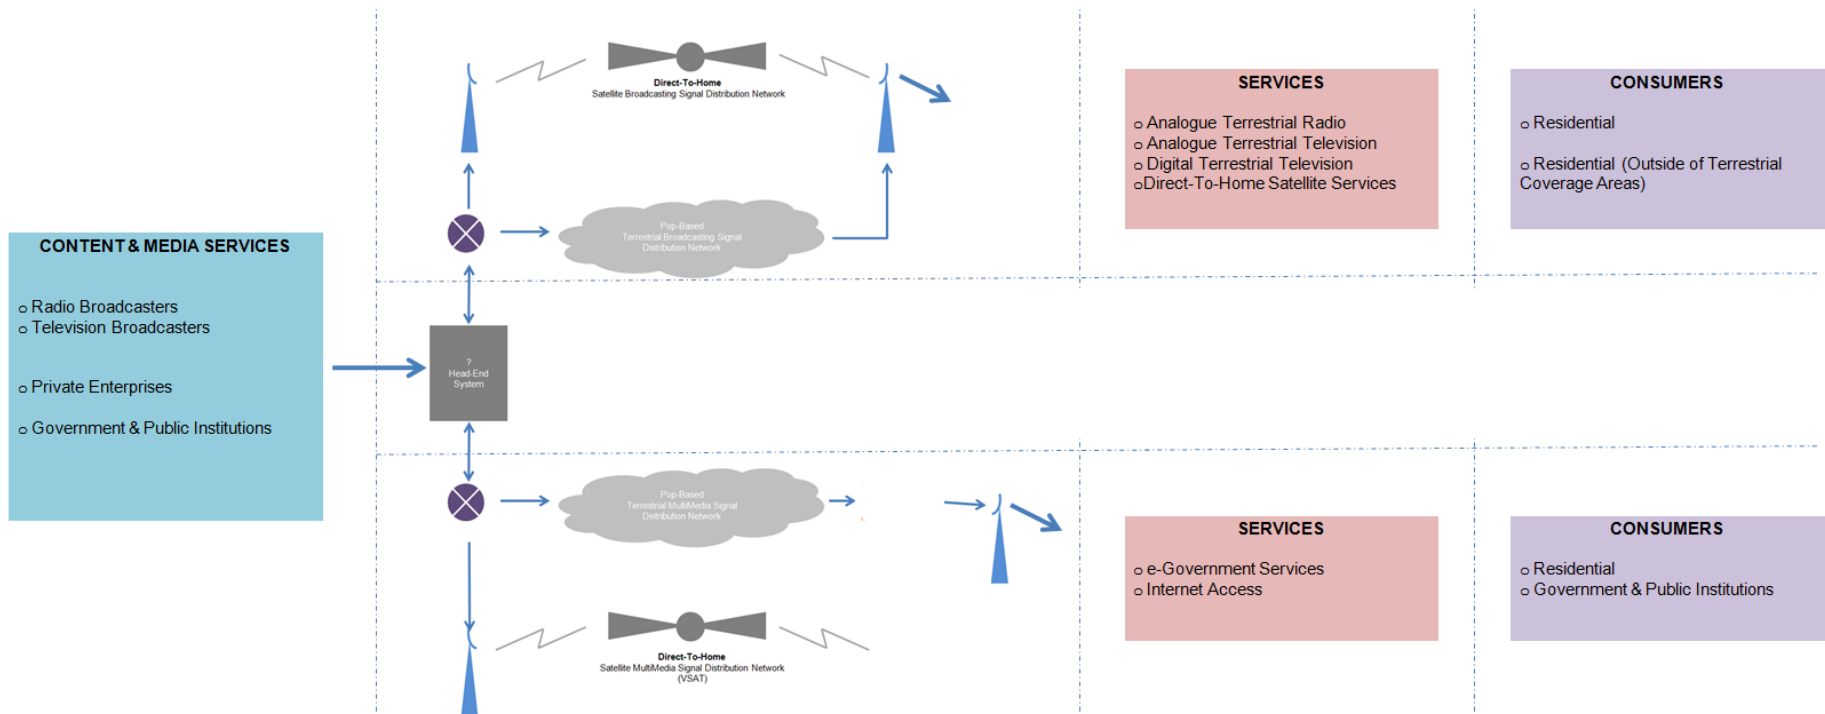 CONTENT & MEDIA SERVICES
o Radio Broadcasters
o Television Broadcasters
o Private Enterprises
o Government & Public Institutions
Direct-To-Home
Satellite Broadcasting Signal Distribution Network
Pop-Based
Terrestrial Broadcasting Signal
Distribution Network
?
Head-End
System
Pop-Based
Terrestrial MultiMedia Signal
Distribution Network
Direct-To-Home
Satellite MultiMedia Signal Distribution Network
(VSAT)
SERVICES
o Analogue Terrestrial Radio
o Analogue Terrestrial Television
o Digital Terrestrial Television
oDirect-To-Home Satellite Services
CONSUMERS
o Residential
o Residential (Outside of Terrestrial
Coverage Areas)
SERVICES
o e-Government Services
o Internet Access
CONSUMERS
o Residential
o Government & Public Institutions